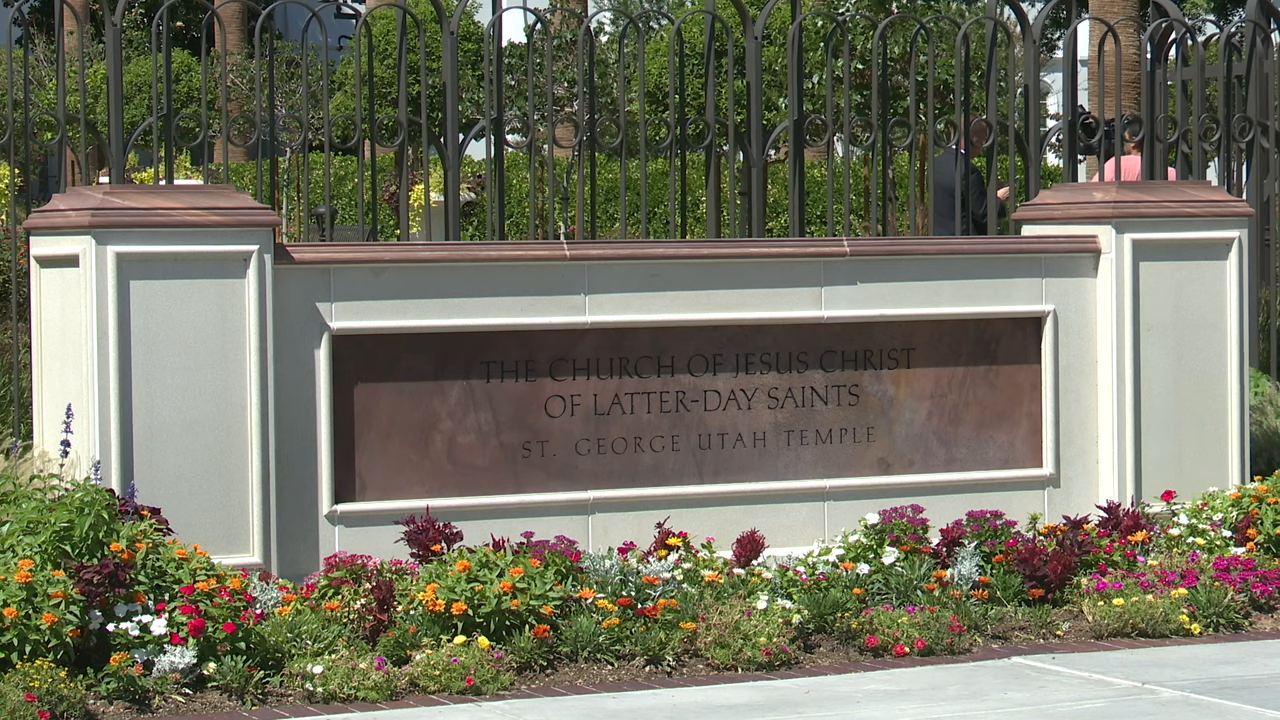 THE CHURCH OF JESUS CHRIST
OF LATTER-DAY SAINTS
ST. GEORGE UTAH TEMPLE